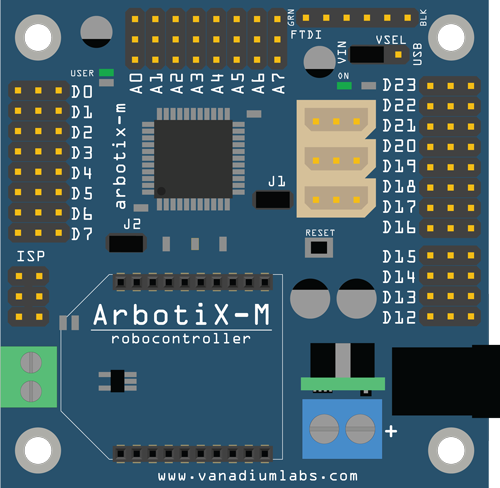 GRN
BLK
FTDI
VIN
VSEL
USB
USER
ON
A0
A1
A2
A3
A4
A5
A6
A7
D0
D1
D2
D3
D4
D5
D6
D7
arbotix-m
D23
D22
D21
D20
D19
D18
D17
D16
J1
J2
RESET
ISP
D15
D14
D13
D12
ArbotiX-M
robocontroller
+
www.vanadiumlabs.com